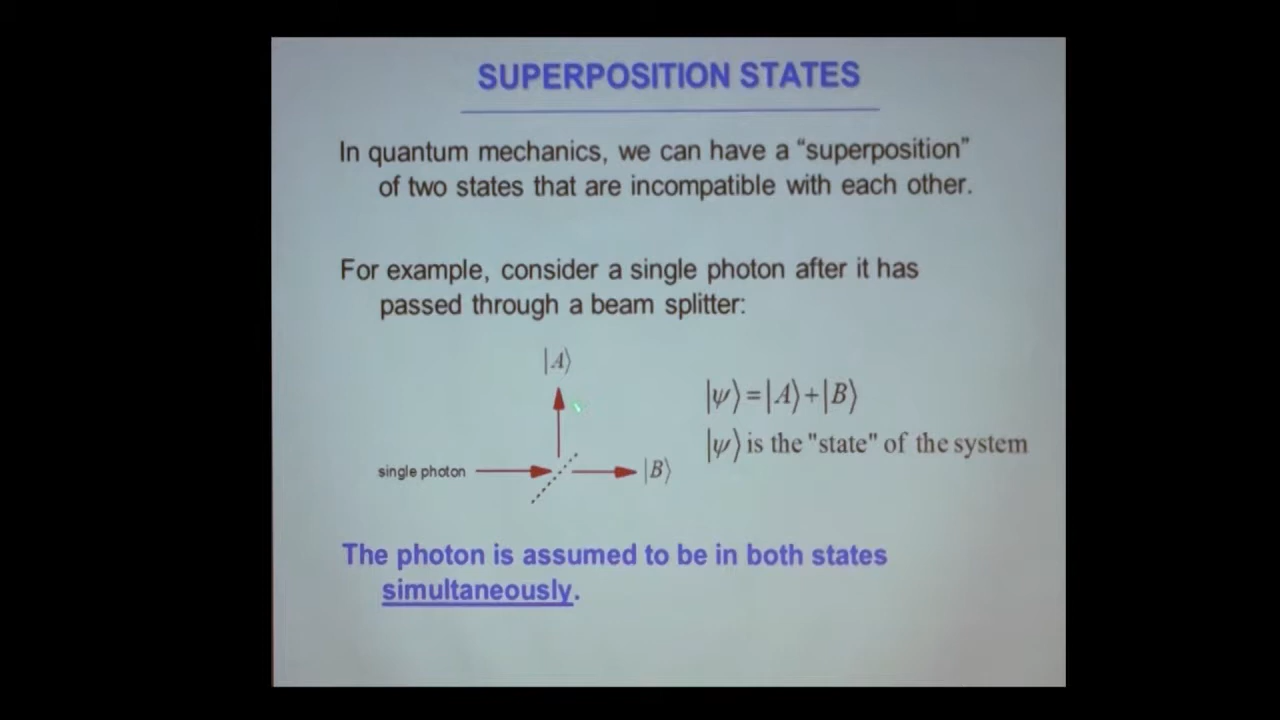 SUPERPOSITION STATES
In quantum mechanics, we can have a “superposition”
of two states that are incompatible with each other.
For example, consider a single photon after it has
passed through a beam splitter:
|A⟩
|ψ⟩=|A⟩+|B⟩
|ψ⟩ is the "state" of the system
single photon
|B⟩
The photon is assumed to be in both states
simultaneously.